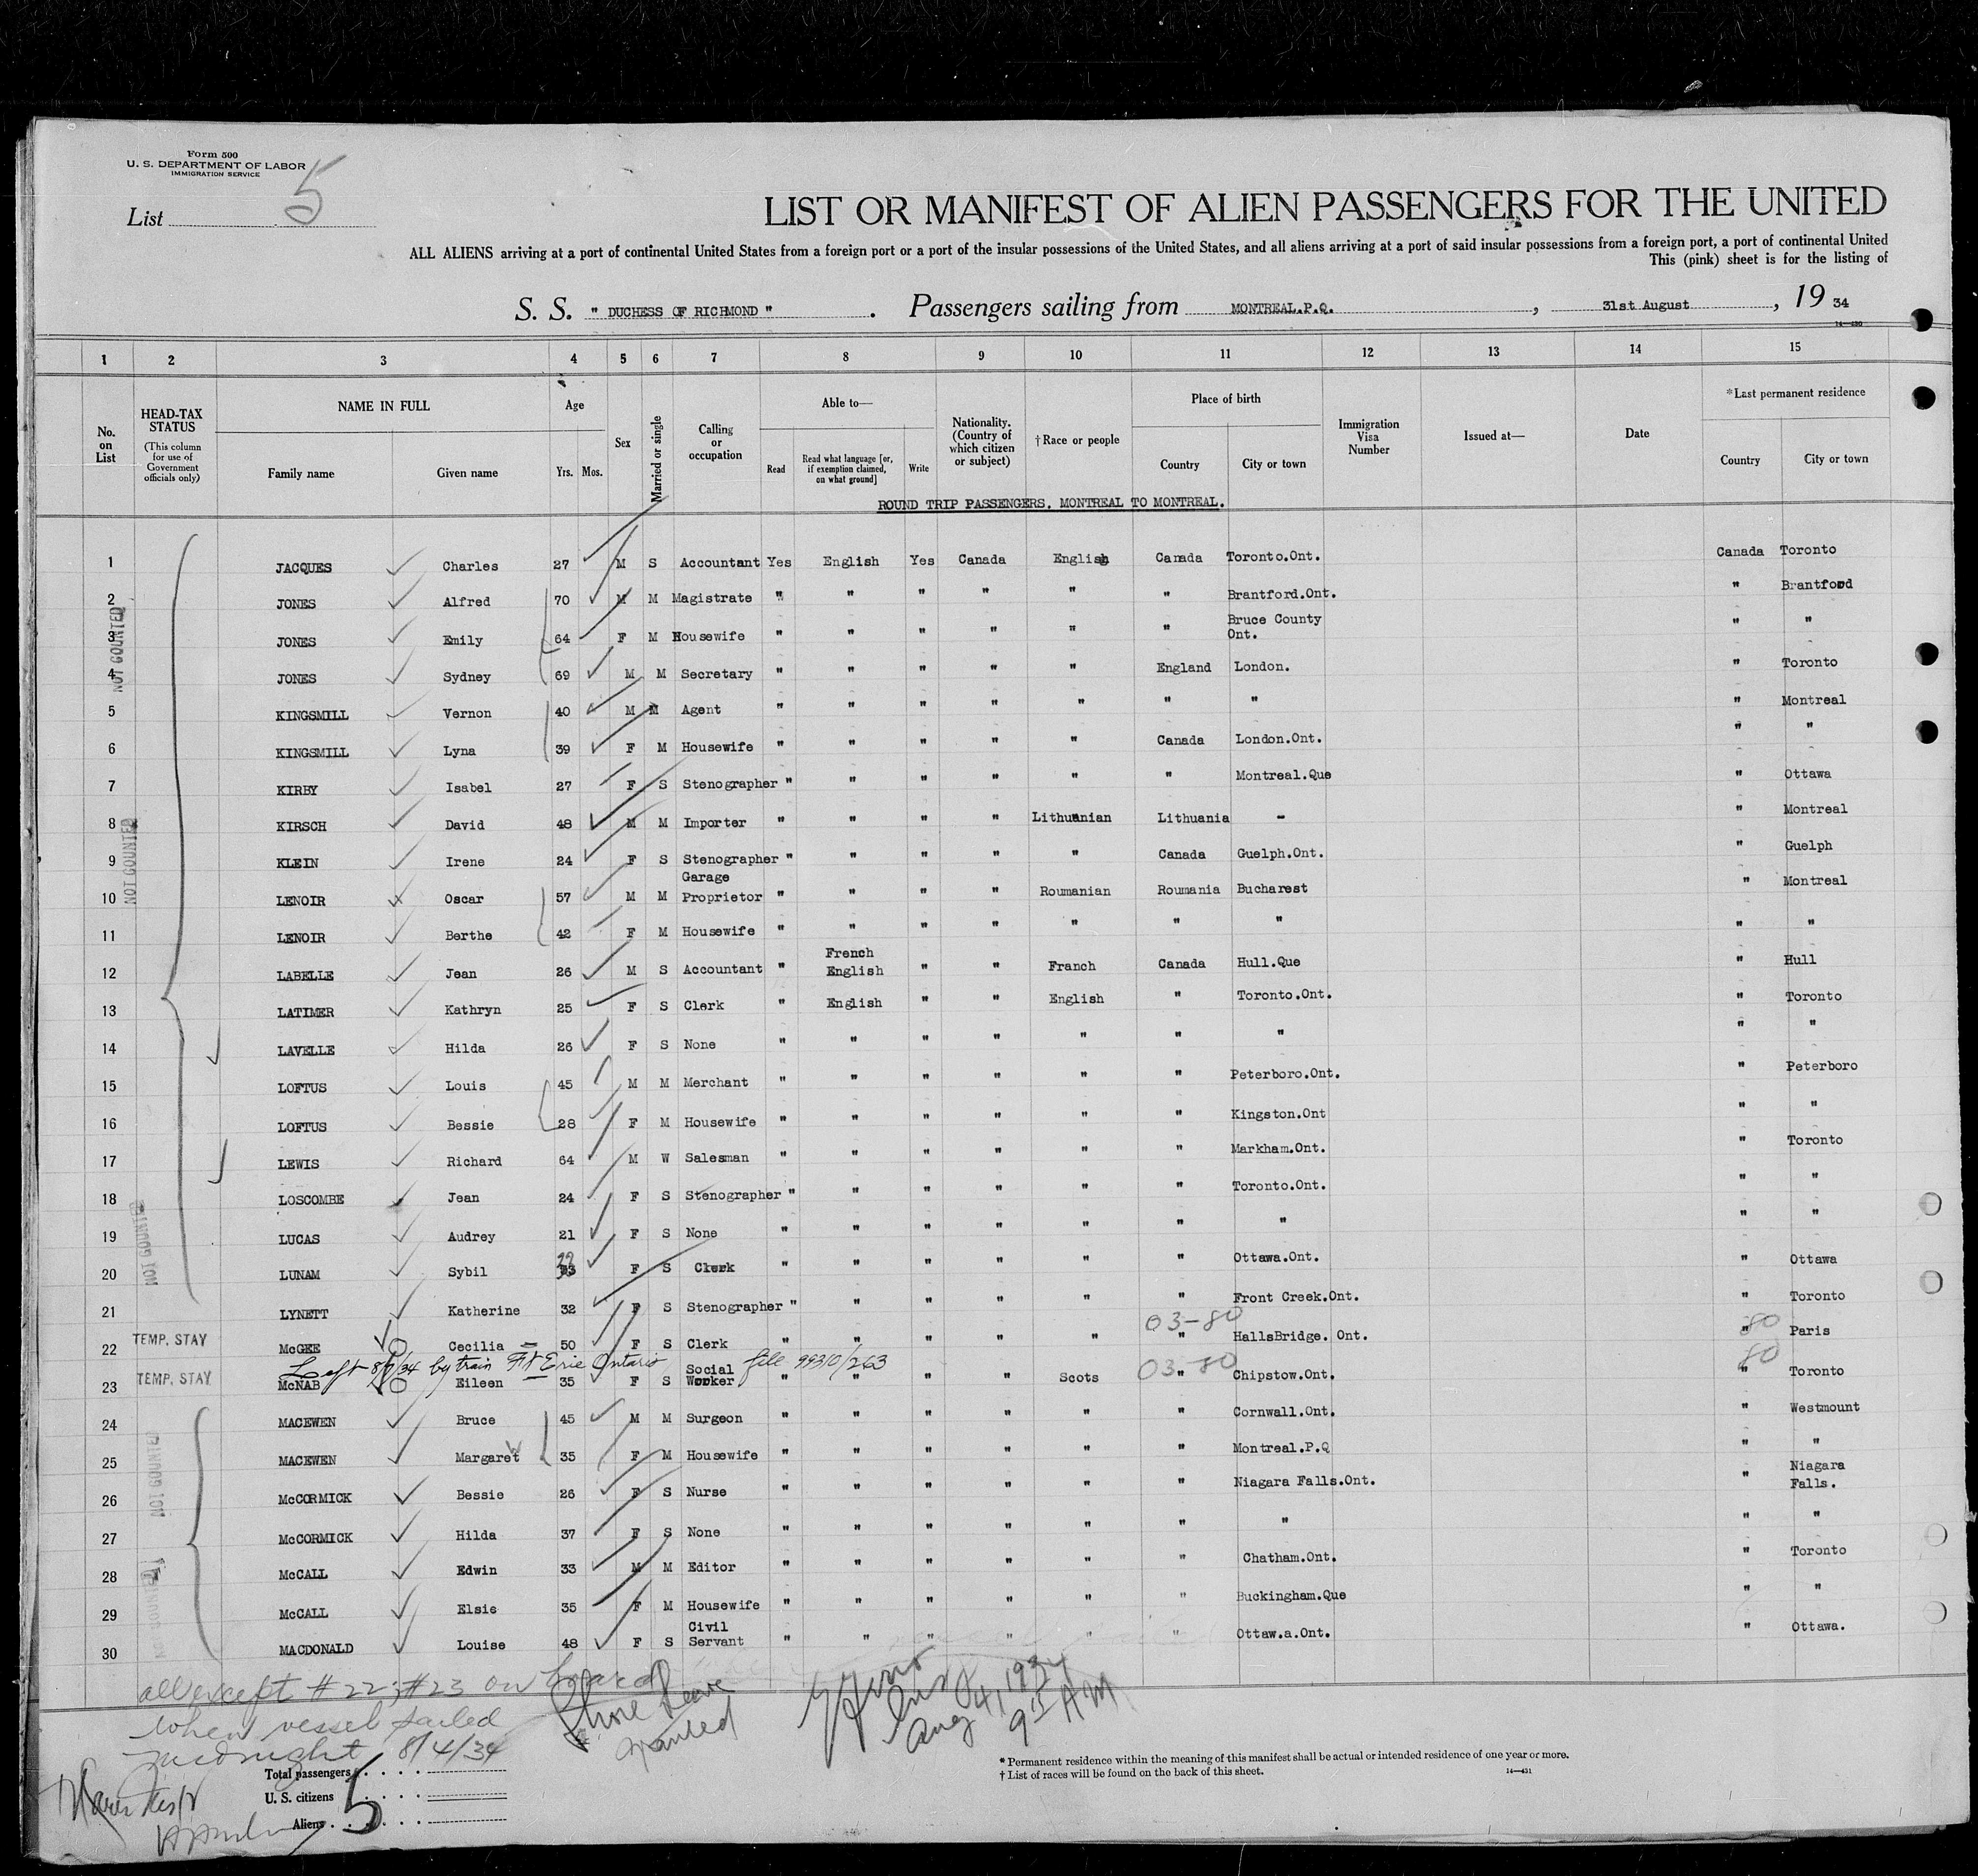 Form 500
U. S. DEPARTMENT OF LABOR
IMMIGRATION SERVICE
List 5
LIST OR MANIFEST OF ALIEN PASSENGERS FOR THE UNITED
ALL ALIENS arriving at a port of continental United States from a foreign port or a port of the insular possessions of the United States, and all aliens arriving at a port of said insular possessions from a foreign port, a port of continental United
This (pink) sheet is for the listing of
S. S. " DUCHESS OF RICHMOND " . Passengers sailing from MONTREAL.P.Q. , 31st August , 19 34
14—430
1 2 3 4 5 6 7 8 9 10 11 12 13 14 15
No. on List
HEAD-TAX STATUS (This column for use of Government officials only)
NAME IN FULL
Family name Given name
Age
Yrs. Mos.
Sex
Married or single
Calling or occupation
Able to—
Read
Read what language [or, if exemption claimed, on what ground]
Write
Nationality. (Country of which citizen or subject)
†Race or people
Place of birth
Country City or town
Immigration Visa Number
Issued at—
Date
*Last permanent residence
Country City or town
ROUND TRIP PASSENGERS. MONTREAL TO MONTREAL.
1 JACQUES Charles 27 M S Accountant Yes English Yes Canada English Canada Toronto.Ont. Canada Toronto
2 JONES Alfred 70 M M Magistrate " " " " " " Brantford.Ont. " Brantford
3 JONES Emily 64 F M Housewife " " " " " " Bruce County Ont. " "
4 JONES Sydney 69 M M Secretary " " " " " England London. " Toronto
5 KINGSMILL Vernon 40 M M Agent " " " " " " " " Montreal
6 KINGSMILL Lyna 39 F M Housewife " " " " " Canada London.Ont. " "
7 KIRBY Isabel 27 F S Stenographer " " " " " " Montreal.Que " Ottawa
8 KIRSCH David 48 M M Importer " " " " Lithuanian Lithuania - " Montreal
9 KLEIN Irene 24 F S Stenographer " " " " " Canada Guelph.Ont. " Guelph
10 LENOIR Oscar 57 M M Garage Proprietor " " " " Roumanian Roumania Bucharest " Montreal
11 LENOIR Berthe 42 F M Housewife " " " " " " " " "
12 LABELLE Jean 26 M S Accountant " French English " " Franch Canada Hull.Que " Hull
13 LATIMER Kathryn 25 F S Clerk " English " " English " Toronto.Ont. " Toronto
14 LAVELLE Hilda 26 F S None " " " " " " " " "
15 LOFTUS Louis 45 M M Merchant " " " " " " Peterboro.Ont. " Peterboro
16 LOFTUS Bessie 28 F M Housewife " " " " " " Kingston.Ont " "
17 LEWIS Richard 64 M W Salesman " " " " " " Markham.Ont. " Toronto
18 LOSCOMBE Jean 24 F S Stenographer " " " " " " Toronto.Ont. " "
19 LUCAS Audrey 21 F S None " " " " " " " " "
20 LUNAM Sybil F S Clerk " " " " " " Ottawa.Ont. " Ottawa
21 LYNETT Katherine 32 F S Stenographer " " " " " " Front Creek.Ont. " Toronto
03-80 80
22 TEMP. STAY McGEE Cecilia 50 F S Clerk " " " " " " HallsBridge. Ont. " Paris
Left 8/7/34 by train Ft Erie Ontario file 99310/263
03-80 80
23 TEMP. STAY McNAB Eileen 35 F S Social Worker " " " " Scots " Chipstow.Ont. " Toronto
24 MACEWEN Bruce 45 M M Surgeon " " " " " " Cornwall.Ont. " Westmount
25 MACEWEN Margaret 35 F M Housewife " " " " " " Montreal.P.Q " "
26 McCORMICK Bessie 26 F S Nurse " " " " " " Niagara Falls.Ont. " Niagara Falls.
27 McCORMICK Hilda 37 F S None " " " " " " " " "
28 McCALL Edwin 33 M M Editor " " " " " " Chatham.Ont. " Toronto
29 McCALL Elsie 35 F M Housewife " " " " " " Buckingham.Que " "
30 MACDONALD Louise 48 F S Civil Servant " " " " " " Ottaw.a.Ont. " Ottawa.
NOT COUNTED
NOT COUNTED
NOT COUNTED
NOT COUNTED
NOT COUNTED
all except #22 & #23 on board
when vessel sailed
midnight 8/4/34
Shore Leave
granted
Aug 4, 1934
9 AM
Total passengers
U. S. citizens
Aliens
5
* Permanent residence within the meaning of this manifest shall be actual or intended residence of one year or more.
† List of races will be found on the back of this sheet.
14—431